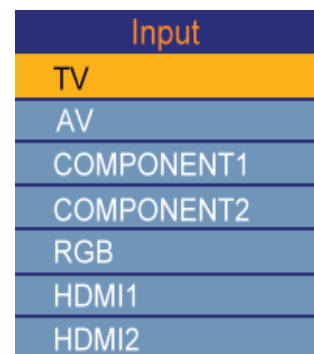 Input
TV
AV
COMPONENT1
COMPONENT2
RGB
HDMI1
HDMI2